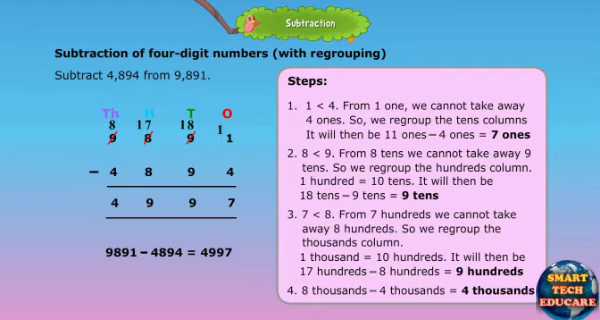 Subtraction
Subtraction of four-digit numbers (with regrouping)
Subtract 4,894 from 9,891.
Th H T O
8 17 18 1
9 8 9 1
− 4 8 9 4
4 9 9 7
9891 − 4894 = 4997
Steps:
1. 1 < 4. From 1 one, we cannot take away
4 ones. So, we regroup the tens columns
It will then be 11 ones − 4 ones = 7 ones
2. 8 < 9. From 8 tens we cannot take away 9
tens. So we regroup the hundreds column.
1 hundred = 10 tens. It will then be
18 tens − 9 tens = 9 tens
3. 7 < 8. From 7 hundreds we cannot take
away 8 hundreds. So we regroup the
thousands column.
1 thousand = 10 hundreds. It will then be
17 hundreds − 8 hundreds = 9 hundreds
4. 8 thousands − 4 thousands = 4 thousands
SMART
TECH
EDUCARE